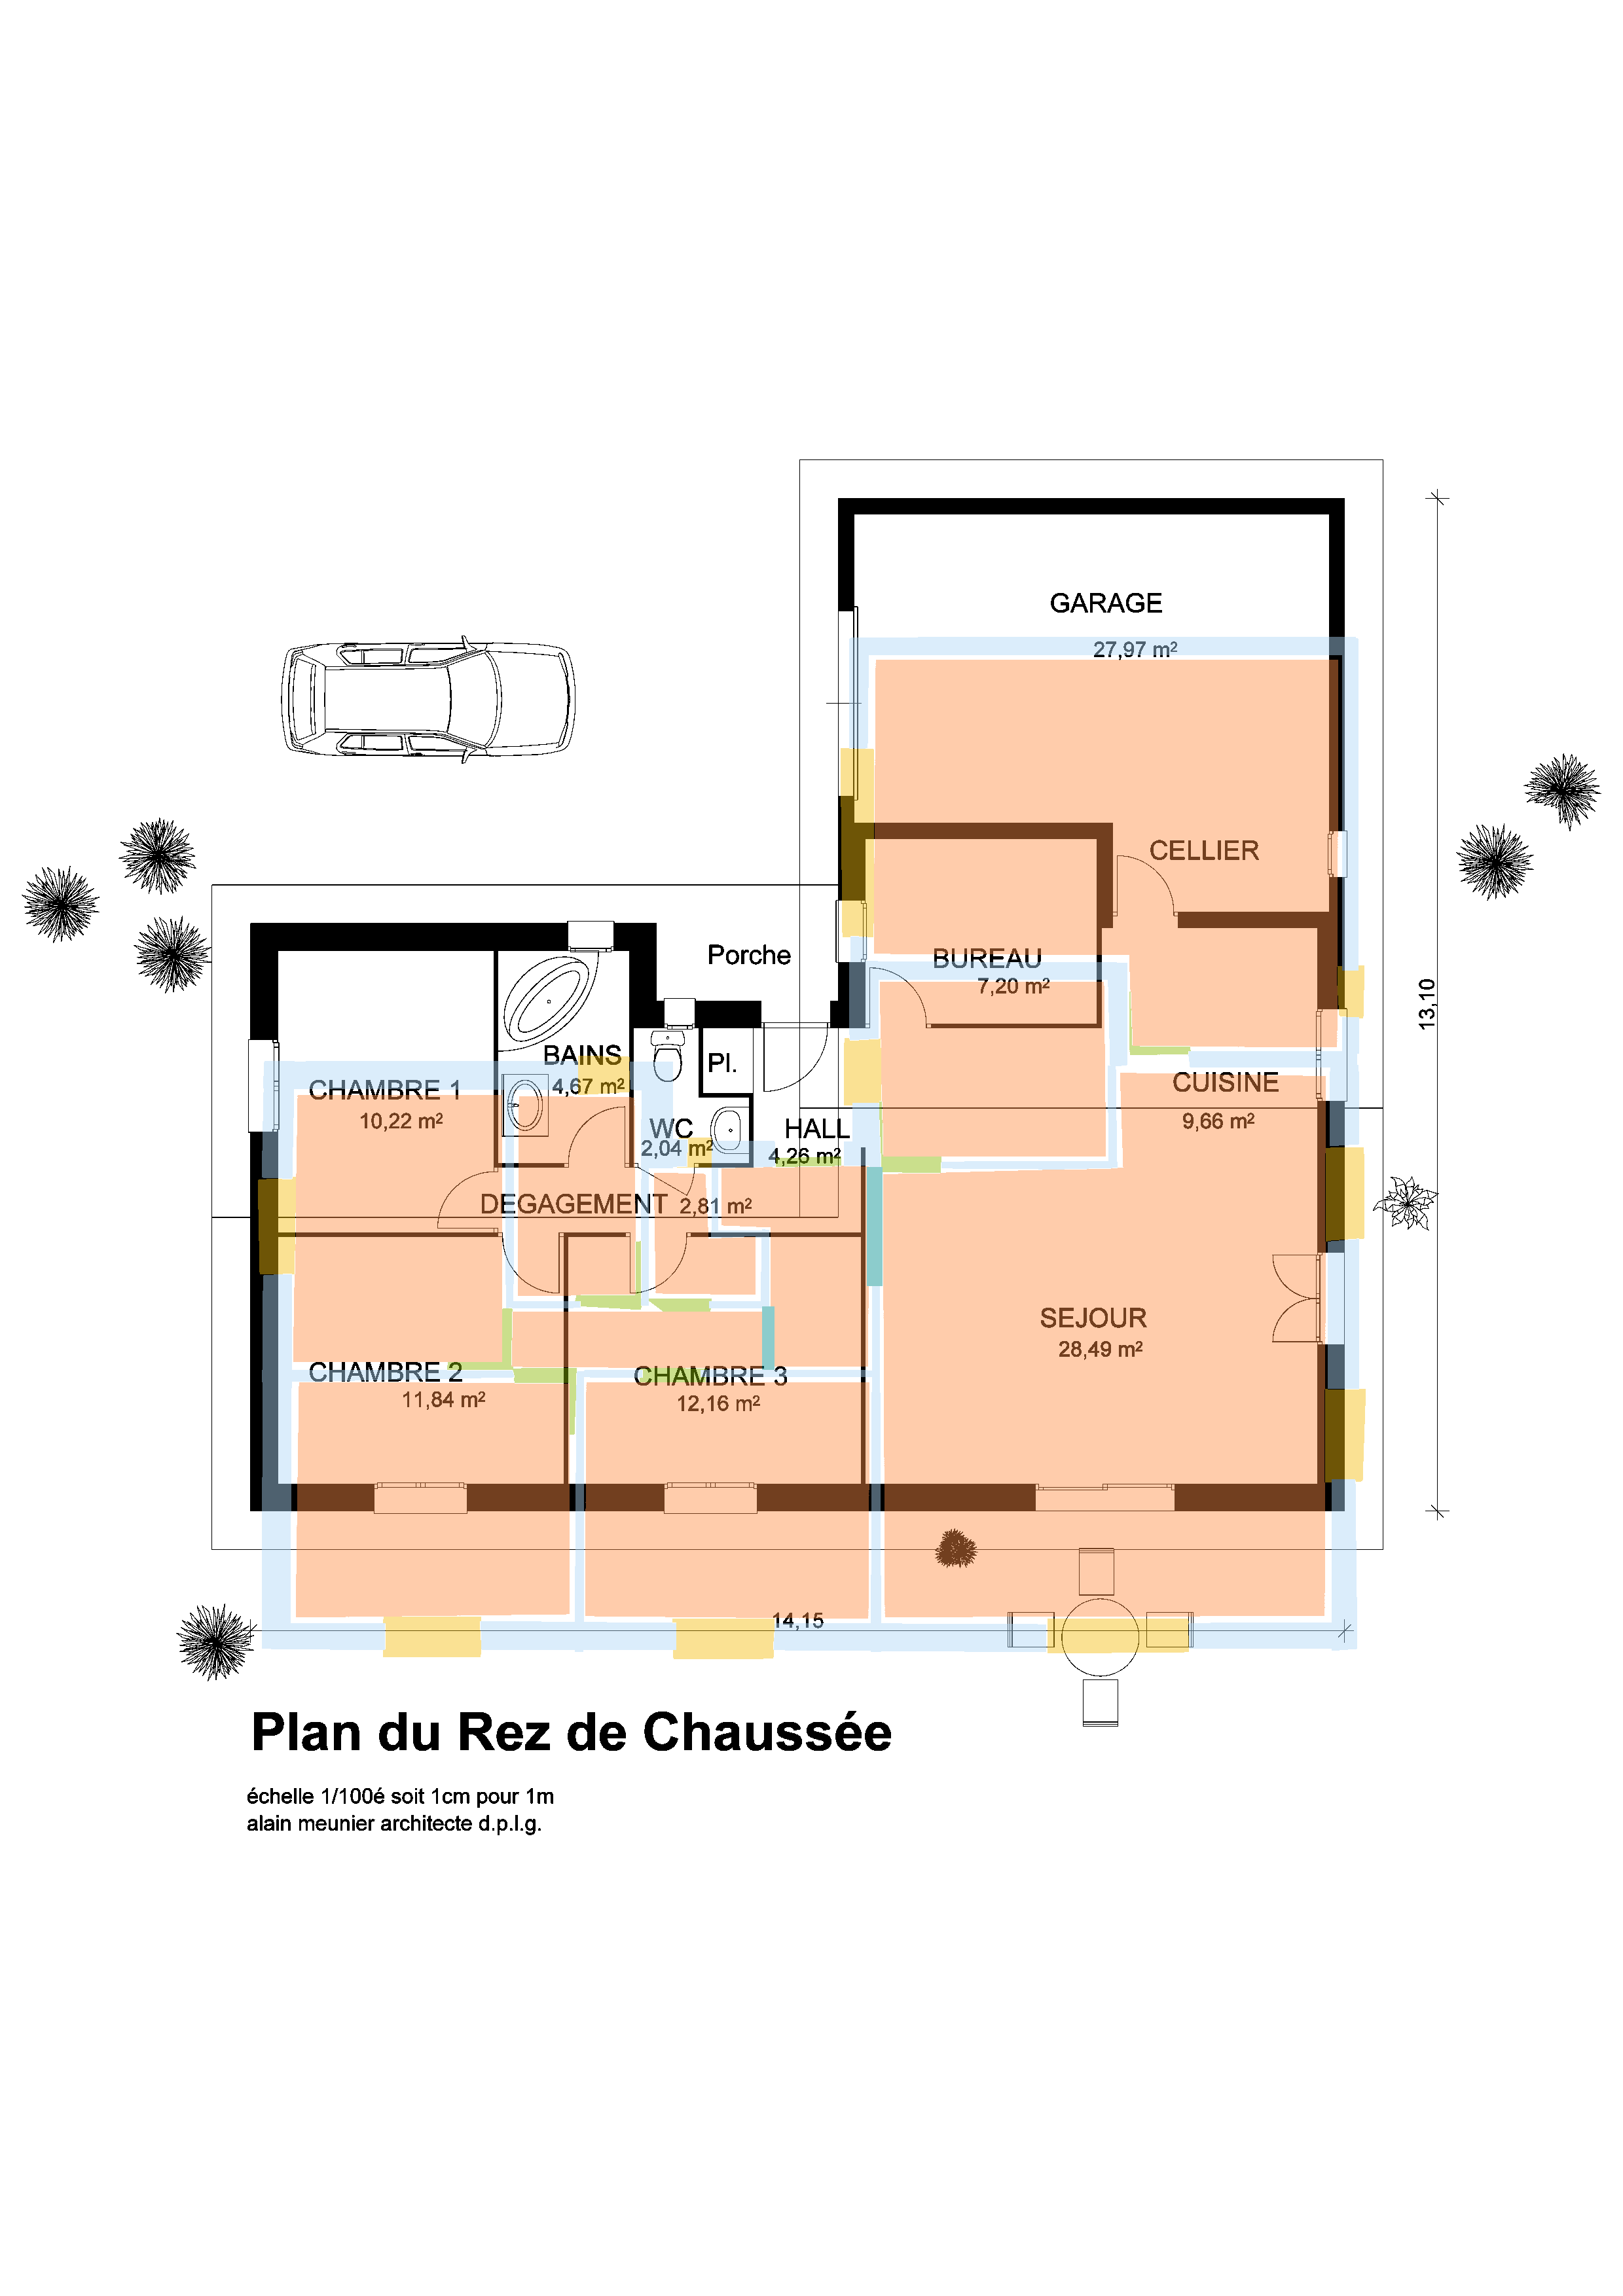 GARAGE
27,97 m²
CELLIER
BUREAU
7,20 m²
Porche
13,10
BAINS
4,67 m²
Pl.
CHAMBRE 1
10,22 m²
CUISINE
9,66 m²
WC
2,04 m²
HALL
4,26 m²
DEGAGEMENT 2,81 m²
SEJOUR
28,49 m²
CHAMBRE 2
11,84 m²
CHAMBRE 3
12,16 m²
14,15
Plan du Rez de Chaussée
échelle 1/100é soit 1cm pour 1m
alain meunier architecte d.p.l.g.